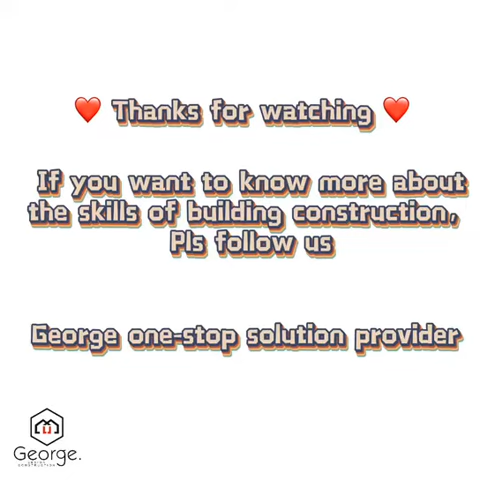 ❤️ Thanks for watching ❤️
If you want to know more about
the skills of building construction,
Pls follow us
George one-stop solution provider
George.